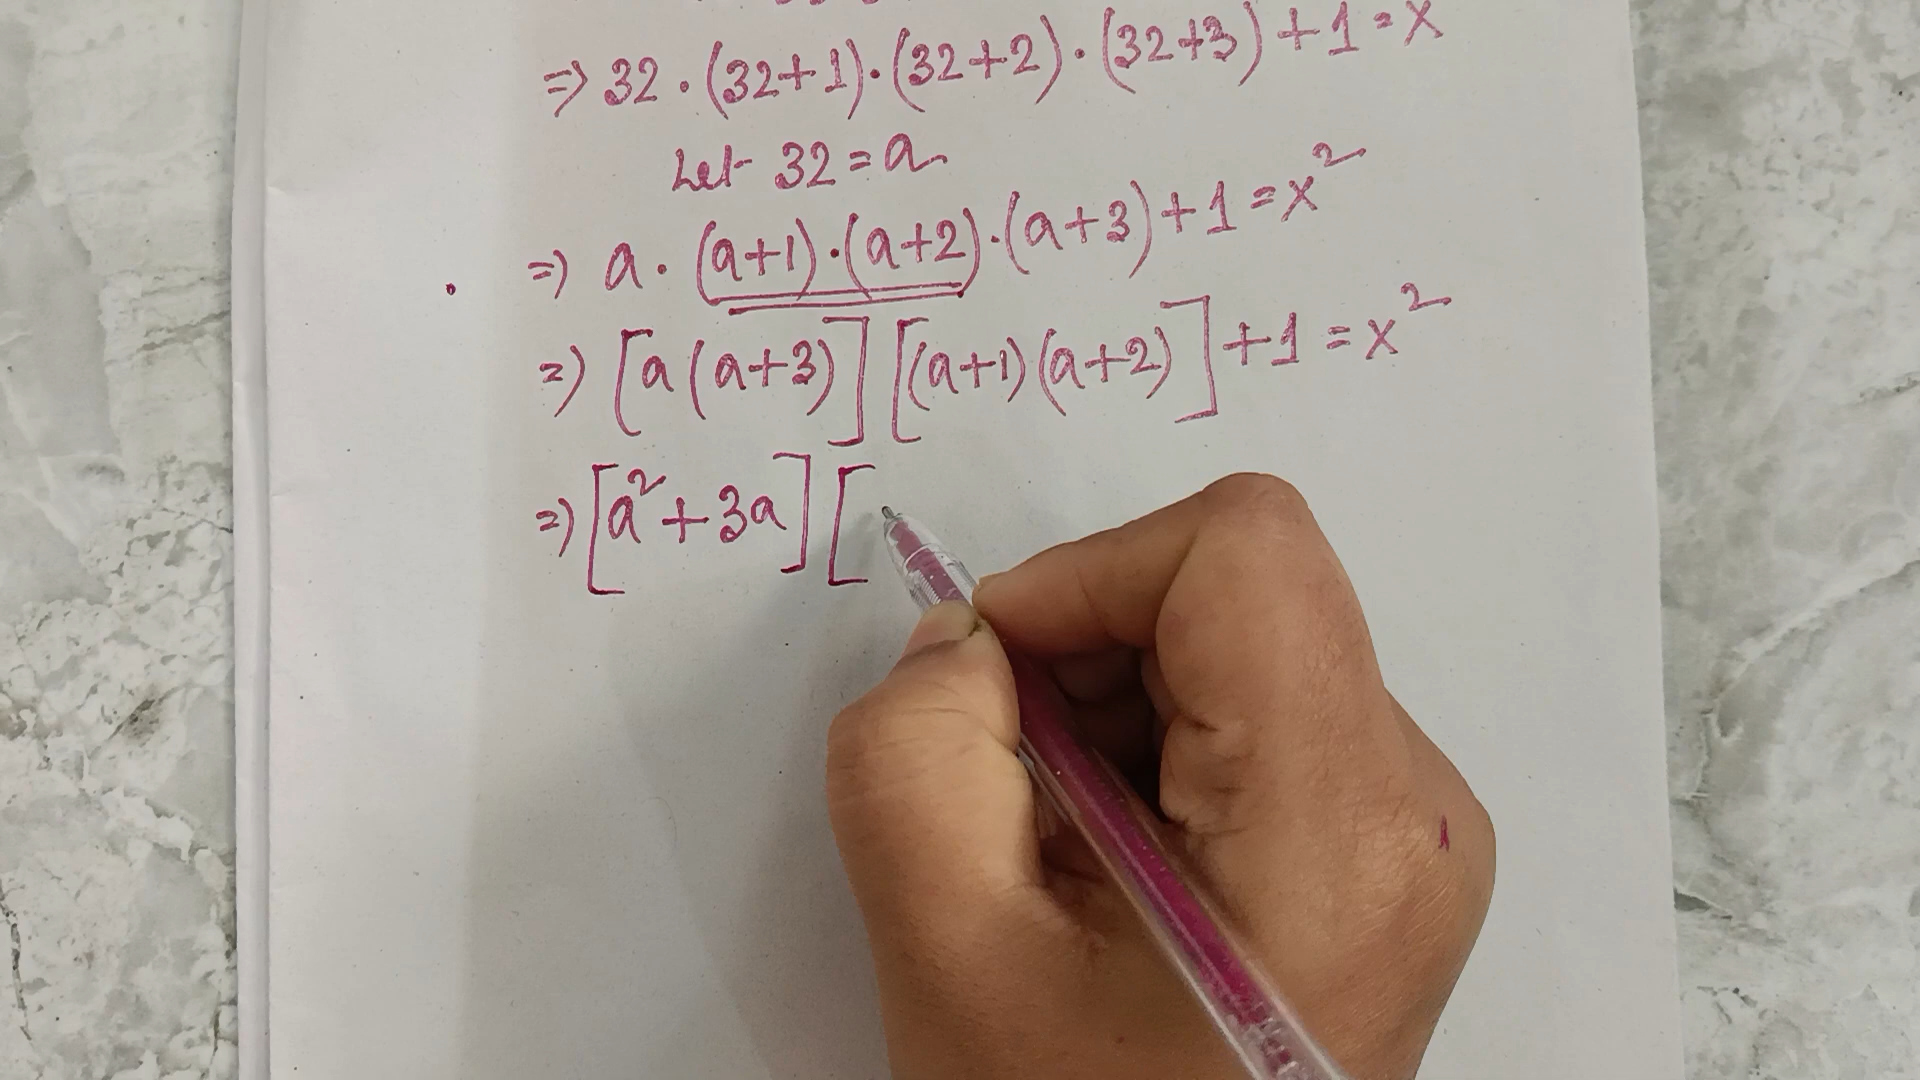 => 32 · (32+1) · (32+2) · (32+3) + 1 = x
Let 32 = a
=> a · (a+1) · (a+2) · (a+3) + 1 = x²
=> [a(a+3)] [(a+1)(a+2)] + 1 = x²
=> [a² + 3a] [